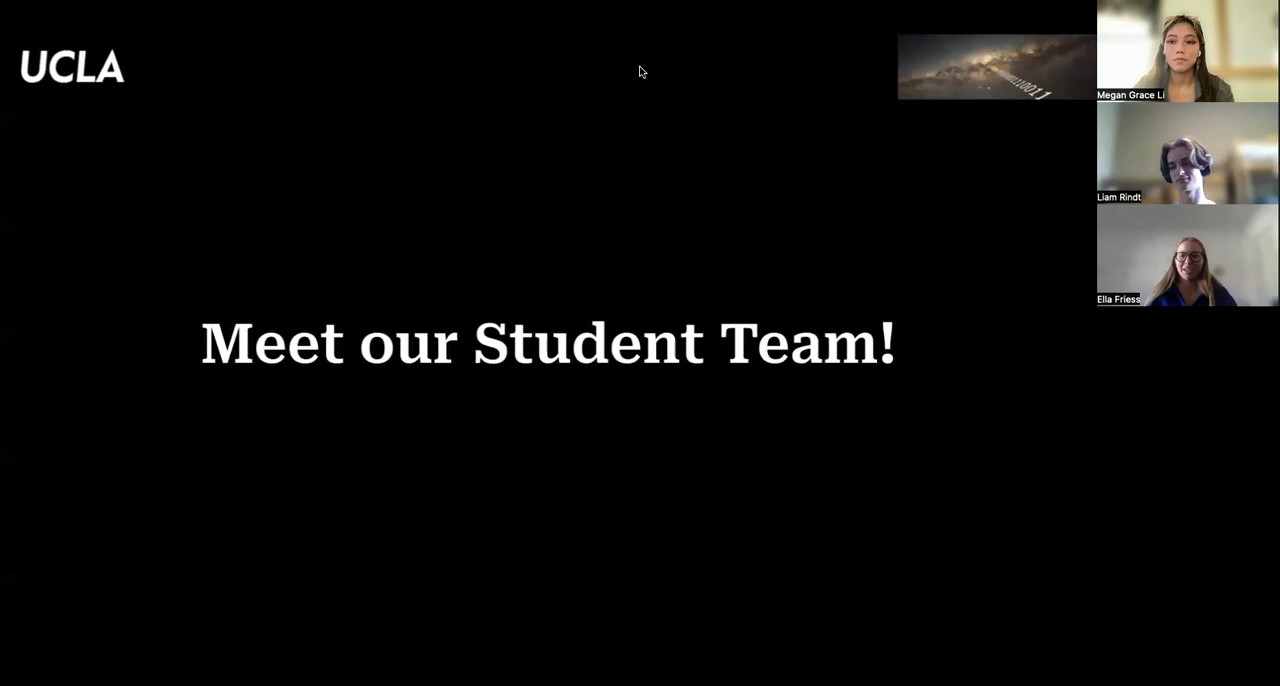 UCLA
Megan Grace Li
Liam Rindt
Ella Friess
Meet our Student Team!